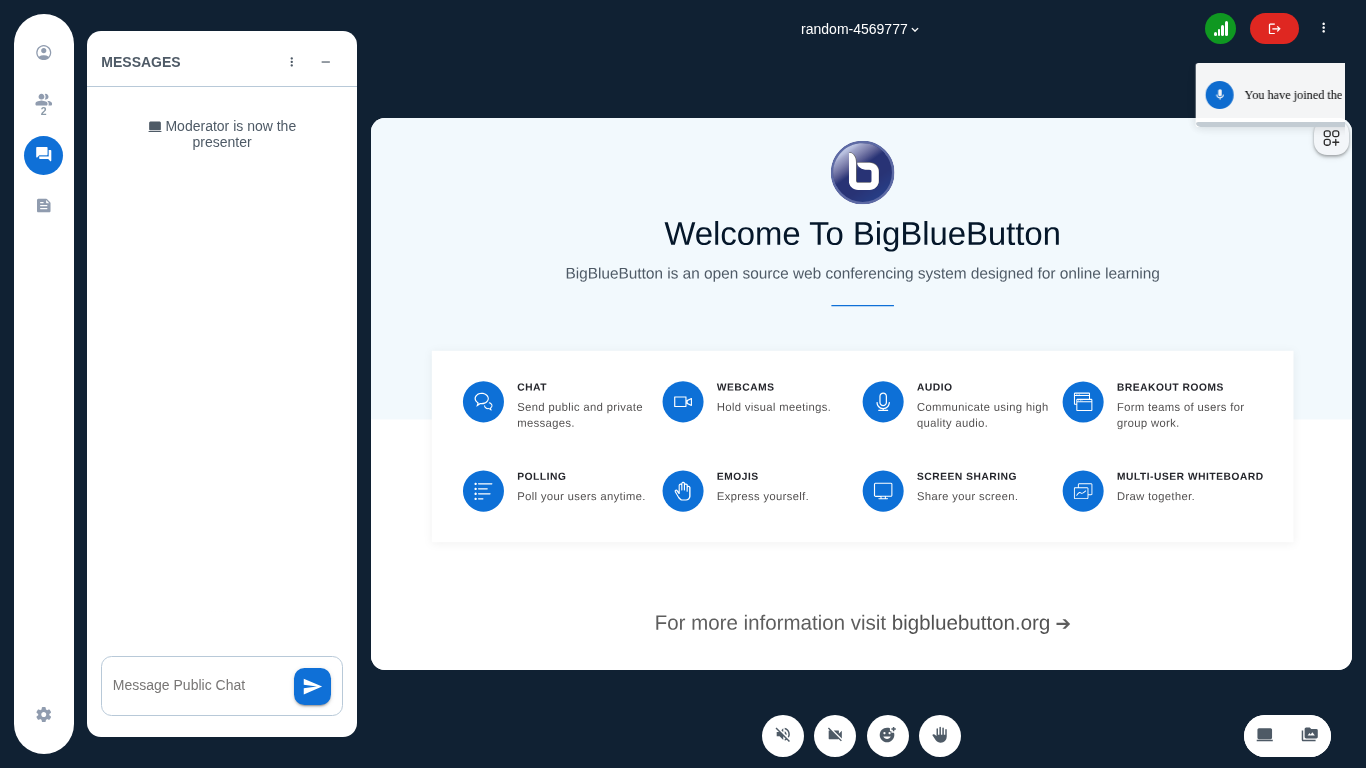 random-4569777
MESSAGES
You have joined the
2
Moderator is now the
presenter
Welcome To BigBlueButton
BigBlueButton is an open source web conferencing system designed for online learning
CHAT
Send public and private
messages.
WEBCAMS
Hold visual meetings.
AUDIO
Communicate using high
quality audio.
BREAKOUT ROOMS
Form teams of users for
group work.
POLLING
Poll your users anytime.
EMOJIS
Express yourself.
SCREEN SHARING
Share your screen.
MULTI-USER WHITEBOARD
Draw together.
For more information visit bigbluebutton.org ➔
Message Public Chat